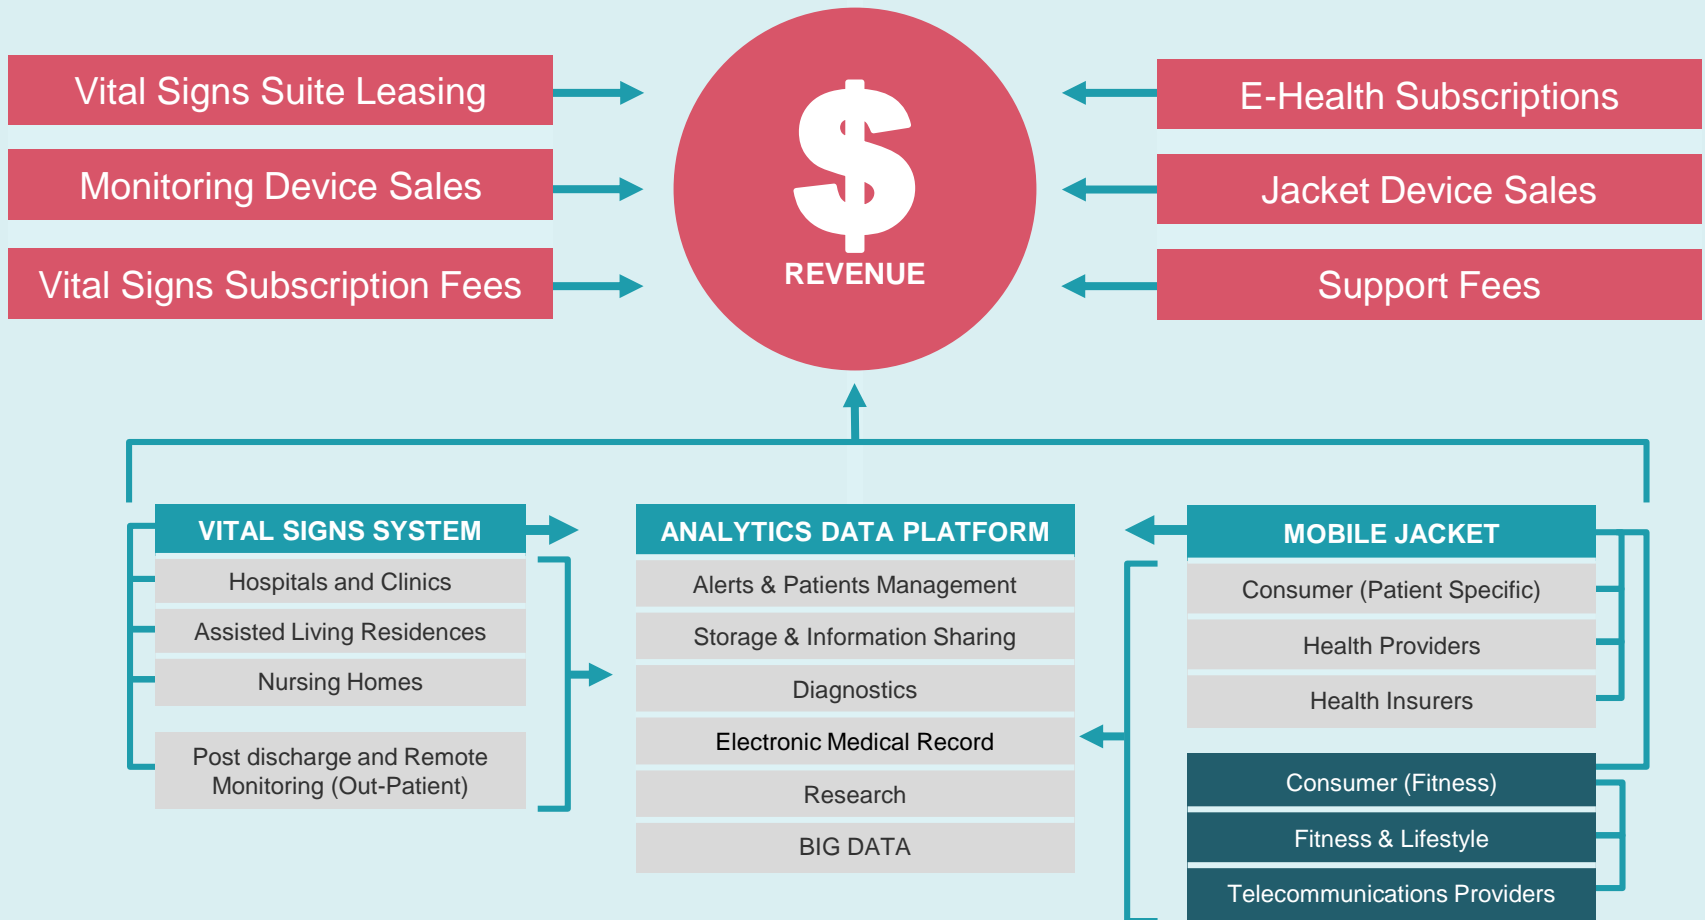 Vital Signs Suite Leasing
Monitoring Device Sales
Vital Signs Subscription Fees
$
REVENUE
E-Health Subscriptions
Jacket Device Sales
Support Fees
VITAL SIGNS SYSTEM
Hospitals and Clinics
Assisted Living Residences
Nursing Homes
Post discharge and Remote
Monitoring (Out-Patient)
ANALYTICS DATA PLATFORM
Alerts & Patients Management
Storage & Information Sharing
Diagnostics
Electronic Medical Record
Research
BIG DATA
MOBILE JACKET
Consumer (Patient Specific)
Health Providers
Health Insurers
Consumer (Fitness)
Fitness & Lifestyle
Telecommunications Providers